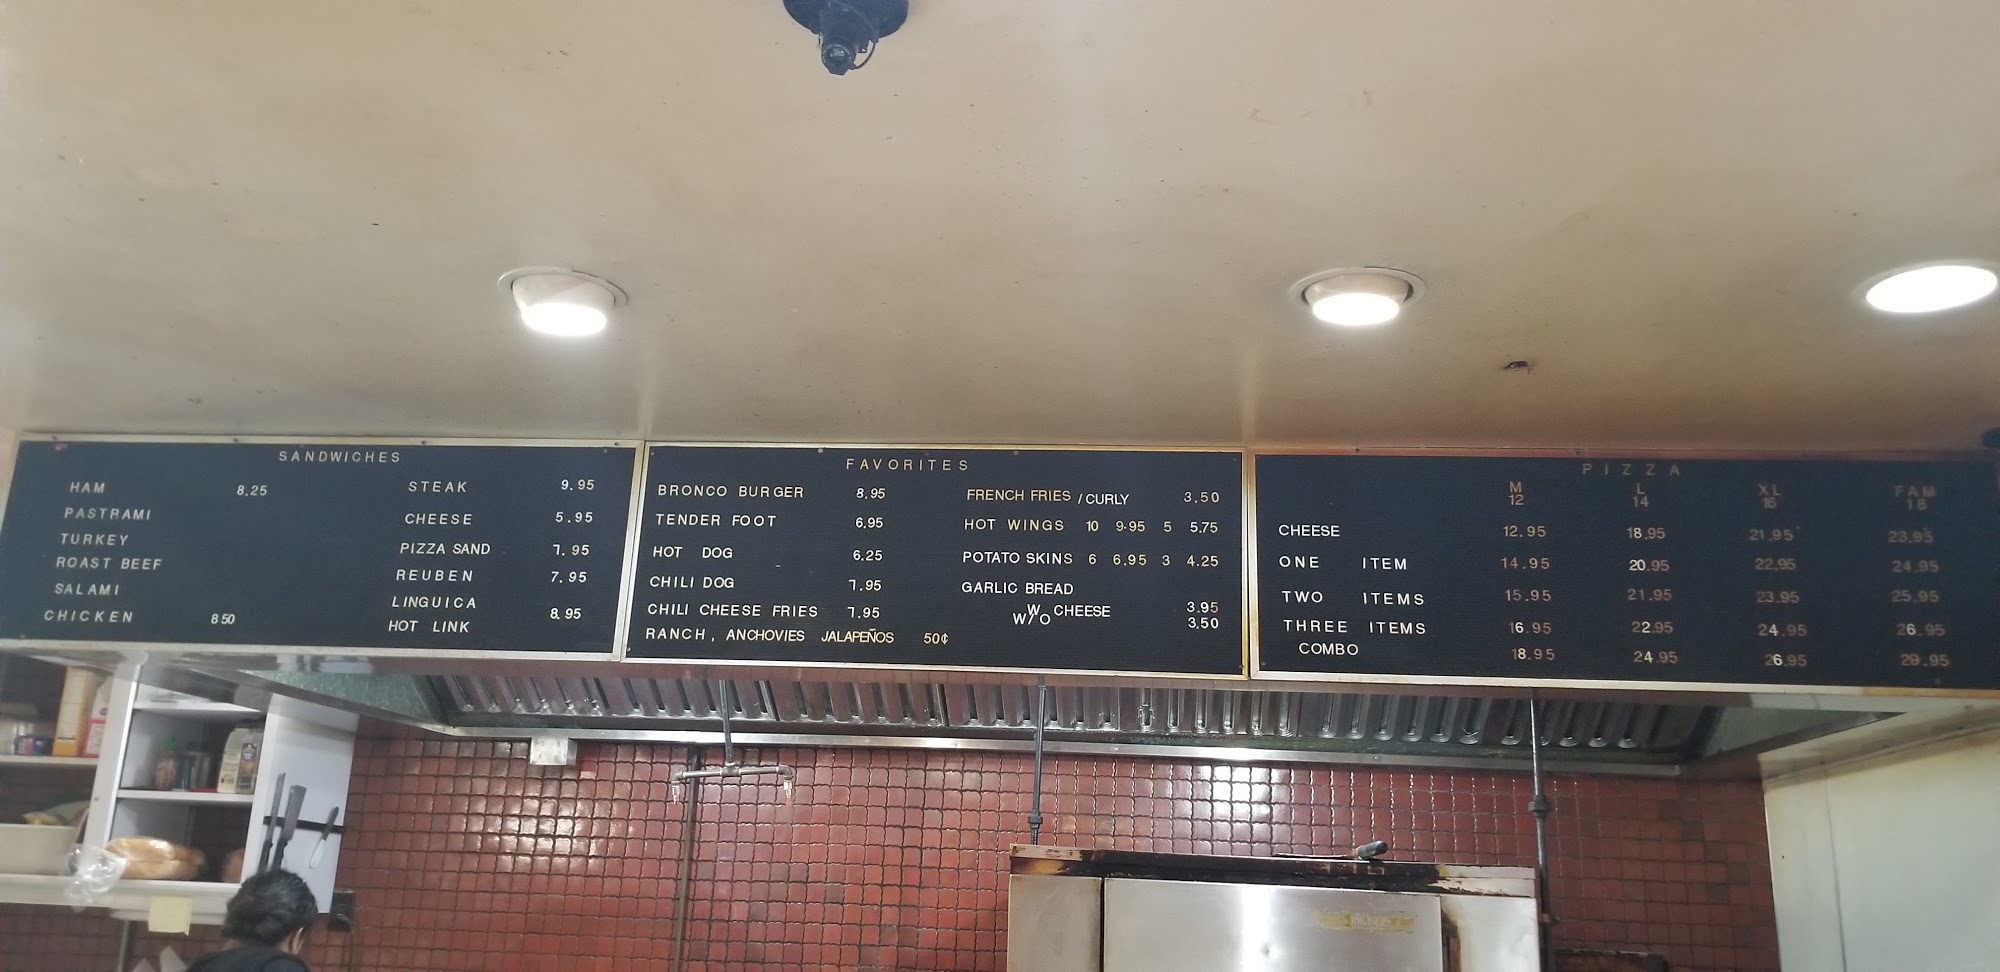 SANDWICHES
HAM 8.25
PASTRAMI
TURKEY
ROAST BEEF
SALAMI
CHICKEN 8 50
STEAK 9.95
CHEESE 5.95
PIZZA SAND 7.95
REUBEN 7.95
LINGUICA
HOT LINK 8.95
FAVORITES
BRONCO BURGER 8.95
TENDER FOOT 6.95
HOT DOG 6.25
CHILI DOG 7.95
CHILI CHEESE FRIES 7.95
RANCH, ANCHOVIES JALAPEÑOS 50¢
FRENCH FRIES / CURLY 3.50
HOT WINGS 10 9.95 5 5.75
POTATO SKINS 6 6.95 3 4.25
GARLIC BREAD
W CHEESE 3.95
W/O 3.50
PIZZA
M L XL FAM
12 14 16 18
CHEESE 12.95 18.95 21.95 23.95
ONE ITEM 14.95 20.95 22.95 24.95
TWO ITEMS 15.95 21.95 23.95 25.95
THREE ITEMS 16.95 22.95 24.95 26.95
COMBO 18.95 24.95 26.95 29.95